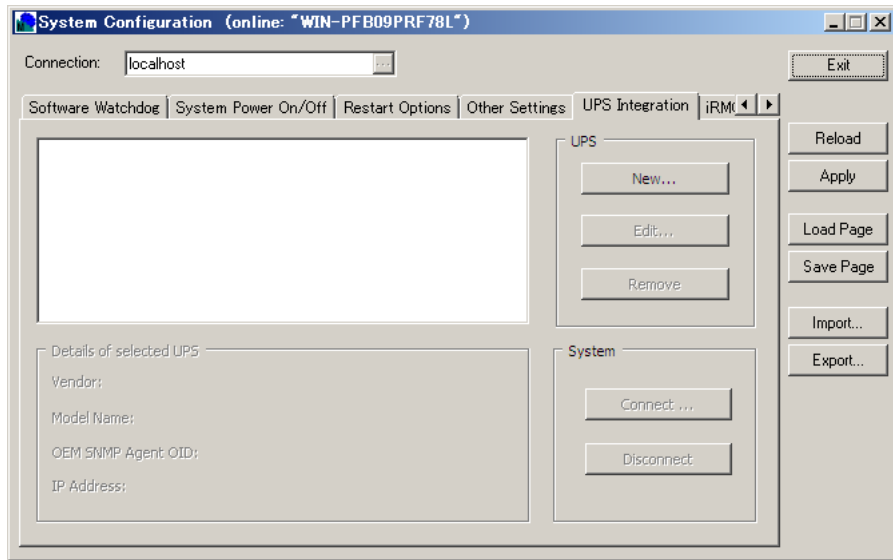 System Configuration (online: "WIN-PFB09PRF78L")
Connection: localhost ...
Exit
Software Watchdog System Power On/Off Restart Options Other Settings UPS Integration iRMC
UPS
New...
Edit...
Remove
Reload
Apply
Load Page
Save Page
Import...
Export...
Details of selected UPS
Vendor:
Model Name:
OEM SNMP Agent OID:
IP Address:
System
Connect ...
Disconnect